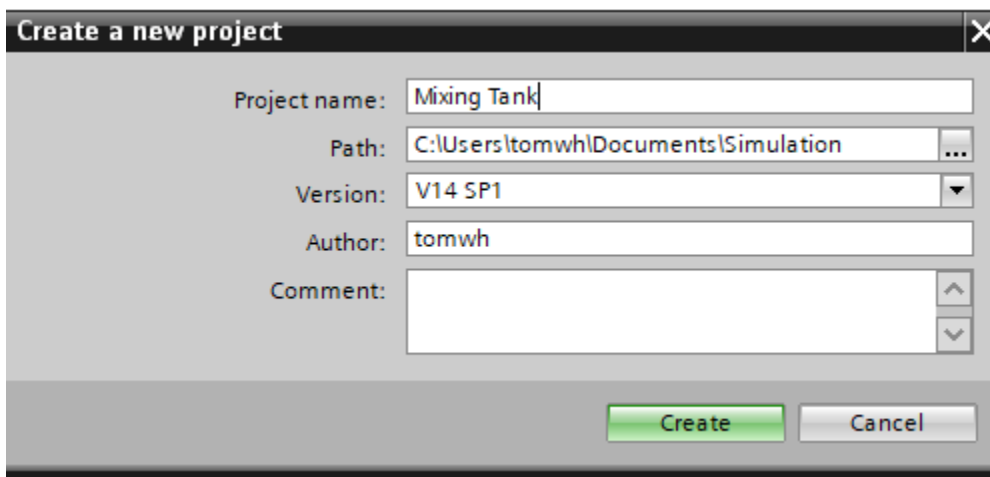 Create a new project
Project name: Mixing Tank
Path: C:\Users\tomwh\Documents\Simulation ...
Version: V14 SP1
Author: tomwh
Comment:
Create Cancel